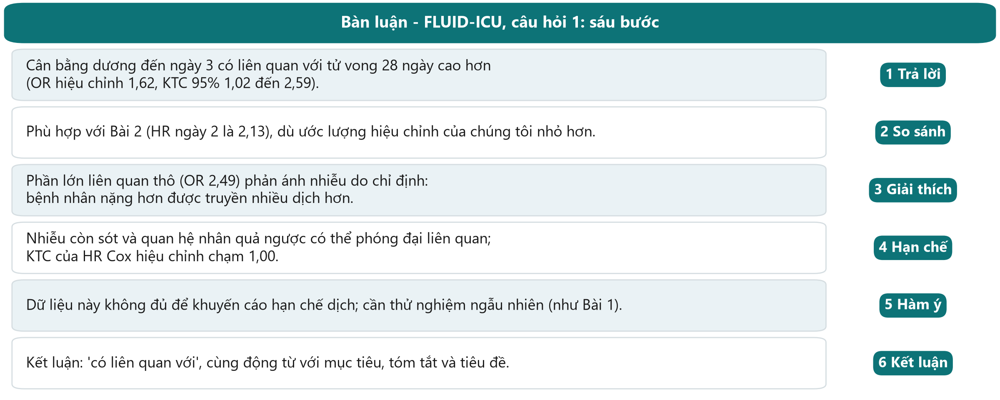 Bàn luận - FLUID-ICU, câu hỏi 1: sáu bước
Cân bằng dương đến ngày 3 có liên quan với tử vong 28 ngày cao hơn
(OR hiệu chỉnh 1,62, KTC 95% 1,02 đến 2,59).
1 Trả lời
Phù hợp với Bài 2 (HR ngày 2 là 2,13), dù ước lượng hiệu chỉnh của chúng tôi nhỏ hơn.
2 So sánh
Phần lớn liên quan thô (OR 2,49) phản ánh nhiễu do chỉ định:
bệnh nhân nặng hơn được truyền nhiều dịch hơn.
3 Giải thích
Nhiễu còn sót và quan hệ nhân quả ngược có thể phóng đại liên quan;
KTC của HR Cox hiệu chỉnh chạm 1,00.
4 Hạn chế
Dữ liệu này không đủ để khuyến cáo hạn chế dịch; cần thử nghiệm ngẫu nhiên (như Bài 1).
5 Hàm ý
Kết luận: 'có liên quan với', cùng động từ với mục tiêu, tóm tắt và tiêu đề.
6 Kết luận